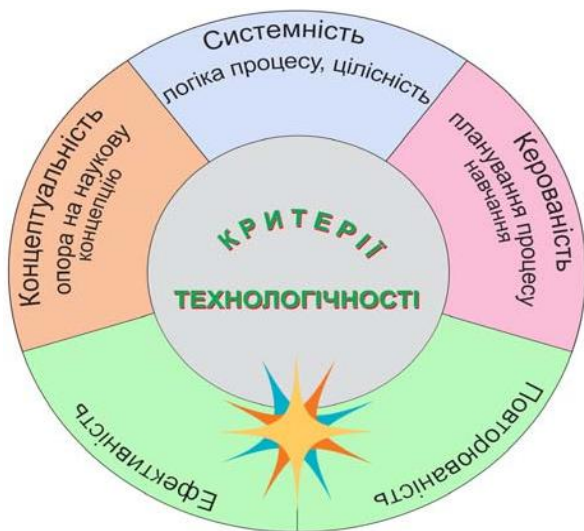 Системність
логіка процесу, цілісність
Керованість
планування процесу
навчання
Повторюваність
Ефективність
Концептуальність
опора на наукову
концепцію
КРИТЕРІЇ
ТЕХНОЛОГІЧНОСТІ